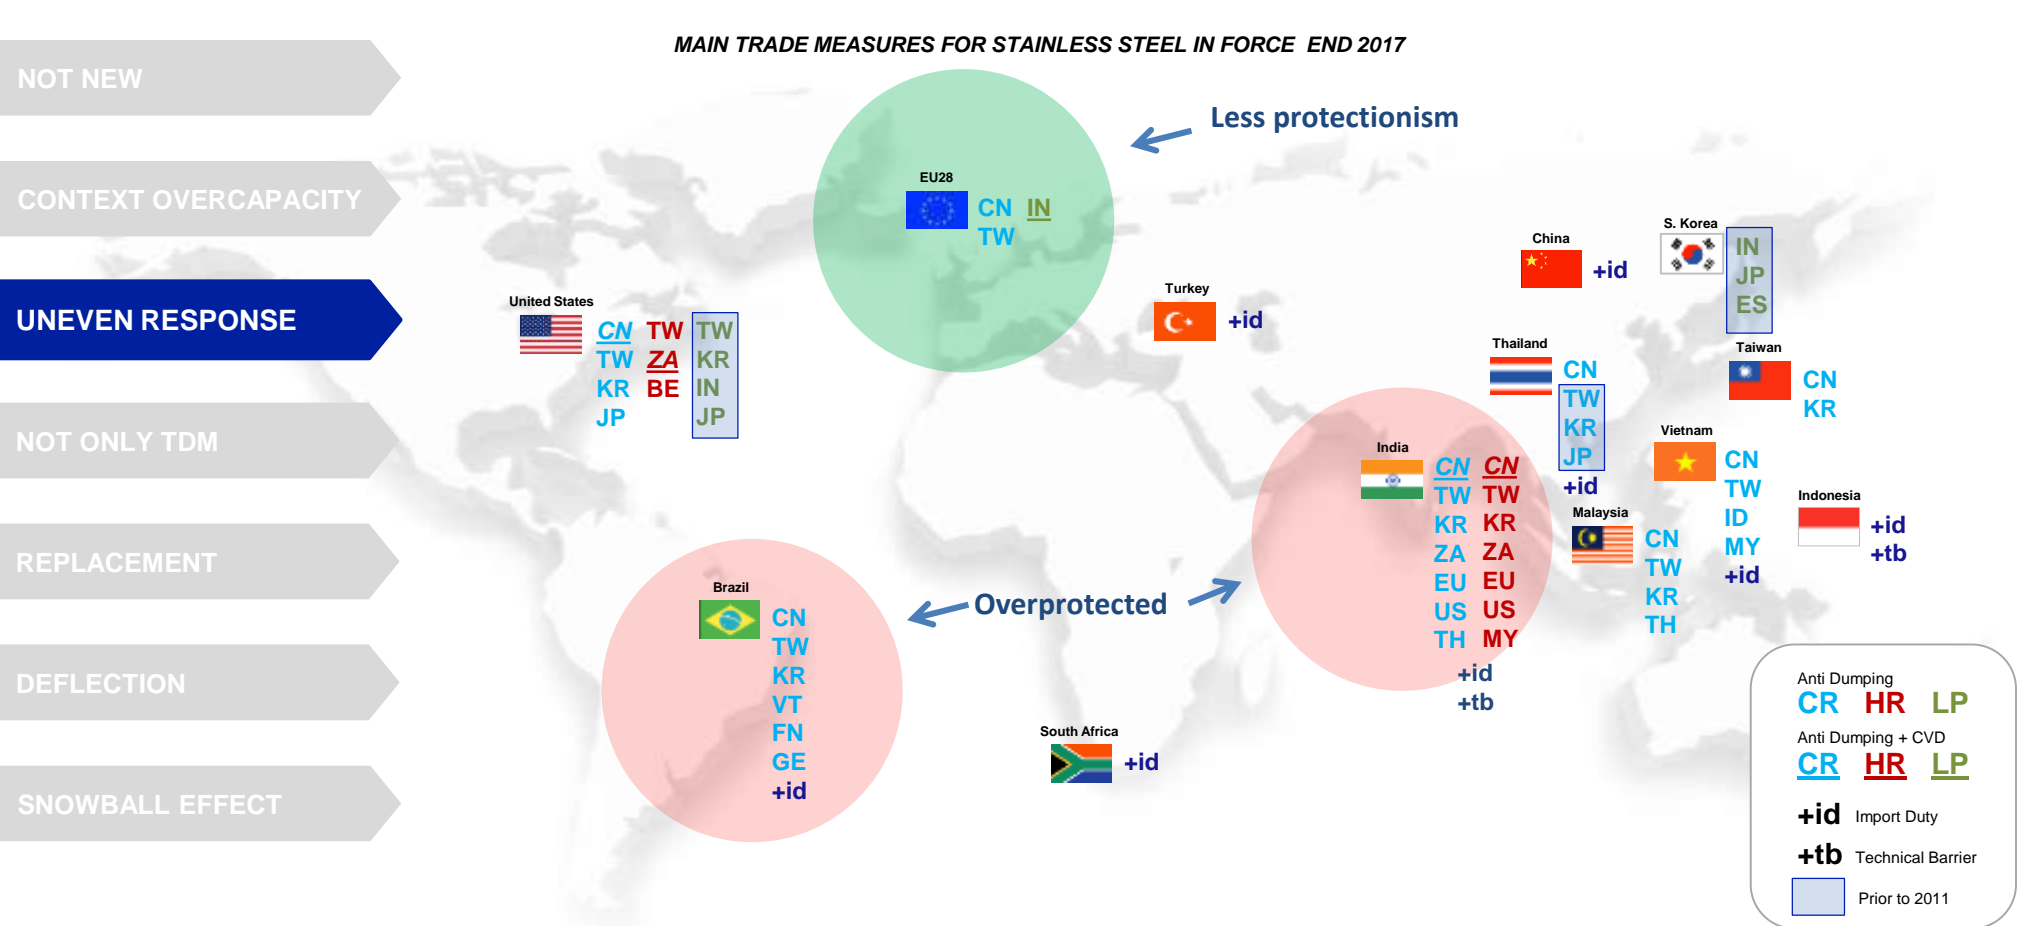 MAIN TRADE MEASURES FOR STAINLESS STEEL IN FORCE END 2017
NOT NEW
CONTEXT OVERCAPACITY
UNEVEN RESPONSE
NOT ONLY TDM
REPLACEMENT
DEFLECTION
SNOWBALL EFFECT
Less protectionism
EU28
CN IN
TW
United States
CN TW TW
TW ZA KR
KR BE IN
JP JP
Turkey
+id
China
+id
S. Korea
IN
JP
ES
Thailand
CN
TW
KR
JP
+id
Taiwan
CN
KR
Vietnam
CN
TW
ID
MY
+id
India
CN CN
TW TW
KR KR
ZA ZA
EU EU
US US
TH MY
+id
+tb
Malaysia
CN
TW
KR
TH
Indonesia
+id
+tb
Overprotected
Brazil
CN
TW
KR
VT
FN
GE
+id
South Africa
+id
Anti Dumping
CR HR LP
Anti Dumping + CVD
CR HR LP
+id Import Duty
+tb Technical Barrier
Prior to 2011